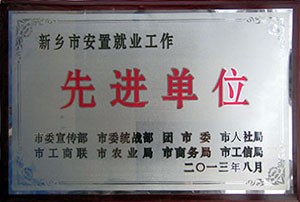 新乡市安置就业工作
先进单位
市委宣传部 市委统战部 团市委 市人社局
市工商联 市农业局 市商务局 市工信局
二〇一三年八月